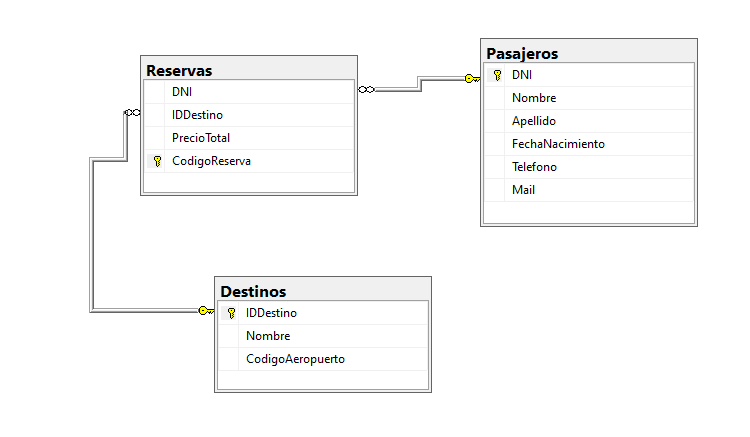 Reservas
DNI
IDDestino
PrecioTotal
CodigoReserva
Pasajeros
DNI
Nombre
Apellido
FechaNacimiento
Telefono
Mail
Destinos
IDDestino
Nombre
CodigoAeropuerto